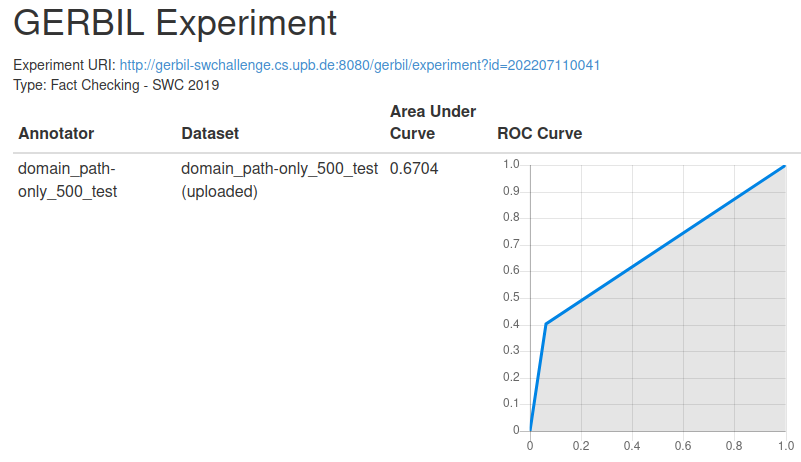 GERBIL Experiment
Experiment URI: http://gerbil-swchallenge.cs.upb.de:8080/gerbil/experiment?id=202207110041
Type: Fact Checking - SWC 2019
Annotator
Dataset
Area Under
Curve
ROC Curve
domain_path-
only_500_test
domain_path-only_500_test
(uploaded)
0.6704
1.0
0.9
0.8
0.7
0.6
0.5
0.4
0.3
0.2
0.1
0
0 0.2 0.4 0.6 0.8 1.0